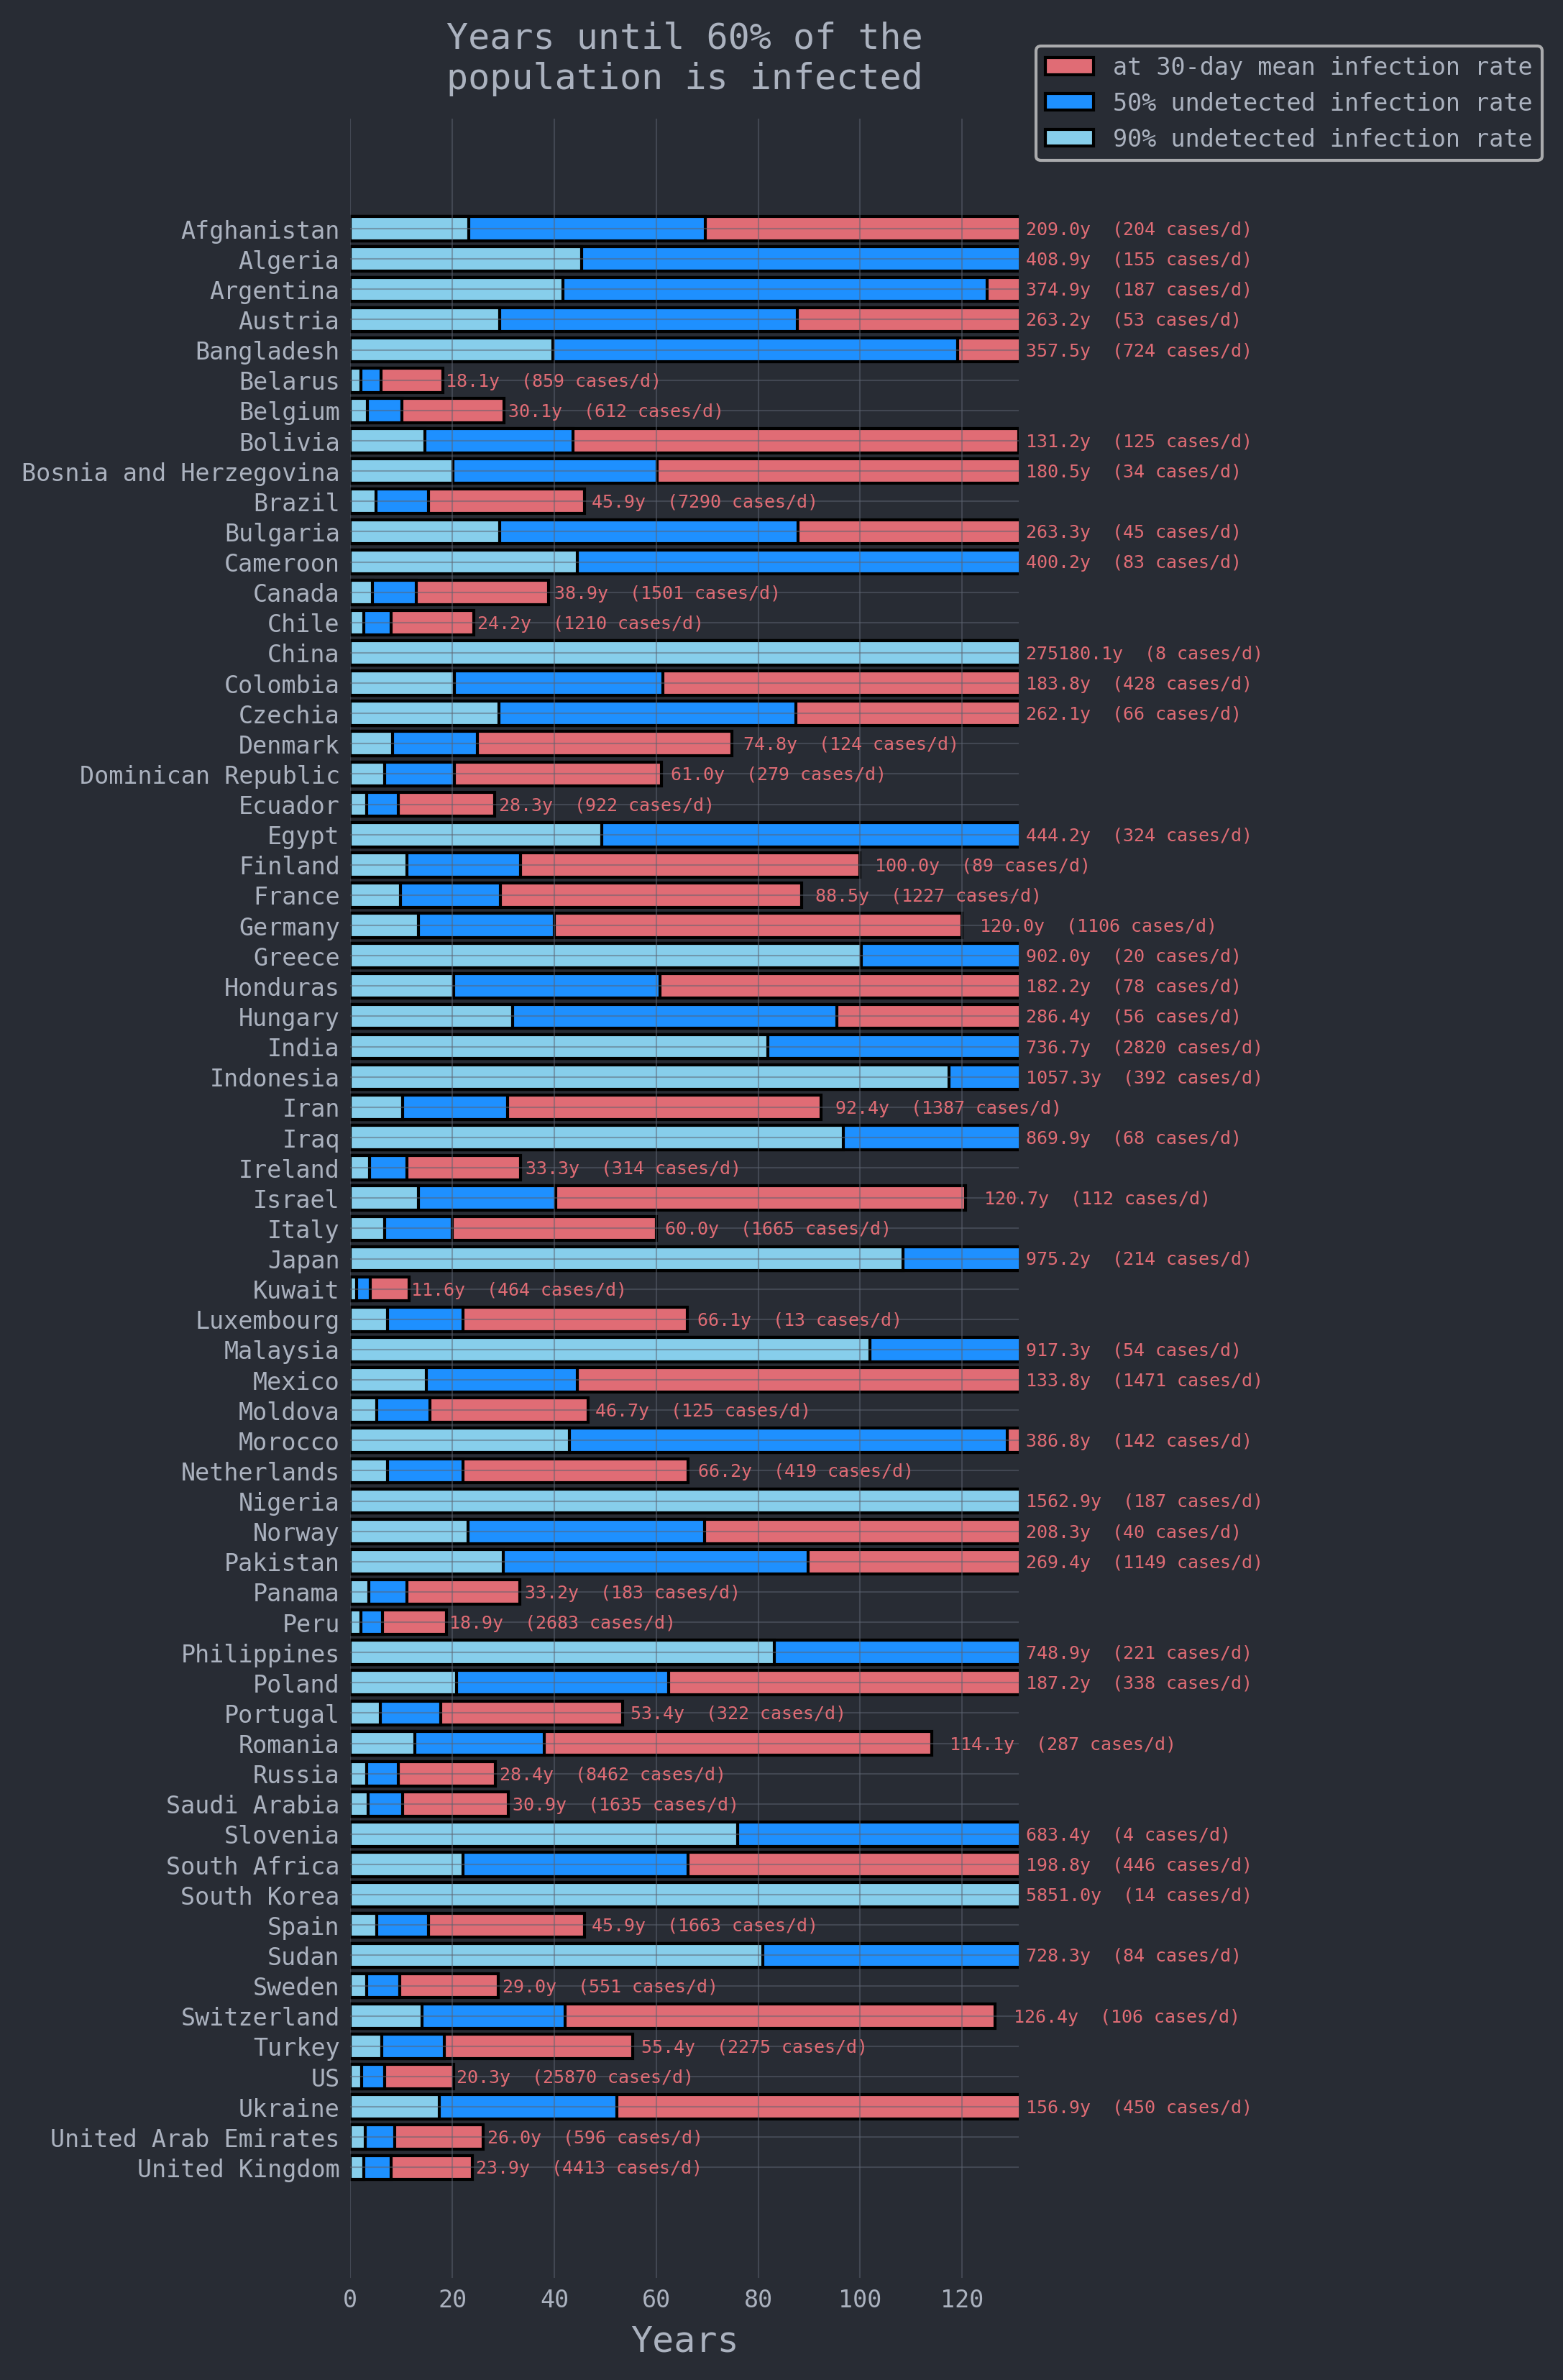 Years until 60% of the
population is infected
at 30-day mean infection rate
50% undetected infection rate
90% undetected infection rate
Afghanistan 209.0y (204 cases/d)
Algeria 408.9y (155 cases/d)
Argentina 374.9y (187 cases/d)
Austria 263.2y (53 cases/d)
Bangladesh 357.5y (724 cases/d)
Belarus 18.1y (859 cases/d)
Belgium 30.1y (612 cases/d)
Bolivia 131.2y (125 cases/d)
Bosnia and Herzegovina 180.5y (34 cases/d)
Brazil 45.9y (7290 cases/d)
Bulgaria 263.3y (45 cases/d)
Cameroon 400.2y (83 cases/d)
Canada 38.9y (1501 cases/d)
Chile 24.2y (1210 cases/d)
China 275180.1y (8 cases/d)
Colombia 183.8y (428 cases/d)
Czechia 262.1y (66 cases/d)
Denmark 74.8y (124 cases/d)
Dominican Republic 61.0y (279 cases/d)
Ecuador 28.3y (922 cases/d)
Egypt 444.2y (324 cases/d)
Finland 100.0y (89 cases/d)
France 88.5y (1227 cases/d)
Germany 120.0y (1106 cases/d)
Greece 902.0y (20 cases/d)
Honduras 182.2y (78 cases/d)
Hungary 286.4y (56 cases/d)
India 736.7y (2820 cases/d)
Indonesia 1057.3y (392 cases/d)
Iran 92.4y (1387 cases/d)
Iraq 869.9y (68 cases/d)
Ireland 33.3y (314 cases/d)
Israel 120.7y (112 cases/d)
Italy 60.0y (1665 cases/d)
Japan 975.2y (214 cases/d)
Kuwait 11.6y (464 cases/d)
Luxembourg 66.1y (13 cases/d)
Malaysia 917.3y (54 cases/d)
Mexico 133.8y (1471 cases/d)
Moldova 46.7y (125 cases/d)
Morocco 386.8y (142 cases/d)
Netherlands 66.2y (419 cases/d)
Nigeria 1562.9y (187 cases/d)
Norway 208.3y (40 cases/d)
Pakistan 269.4y (1149 cases/d)
Panama 33.2y (183 cases/d)
Peru 18.9y (2683 cases/d)
Philippines 748.9y (221 cases/d)
Poland 187.2y (338 cases/d)
Portugal 53.4y (322 cases/d)
Romania 114.1y (287 cases/d)
Russia 28.4y (8462 cases/d)
Saudi Arabia 30.9y (1635 cases/d)
Slovenia 683.4y (4 cases/d)
South Africa 198.8y (446 cases/d)
South Korea 5851.0y (14 cases/d)
Spain 45.9y (1663 cases/d)
Sudan 728.3y (84 cases/d)
Sweden 29.0y (551 cases/d)
Switzerland 126.4y (106 cases/d)
Turkey 55.4y (2275 cases/d)
US 20.3y (25870 cases/d)
Ukraine 156.9y (450 cases/d)
United Arab Emirates 26.0y (596 cases/d)
United Kingdom 23.9y (4413 cases/d)
0 20 40 60 80 100 120
Years